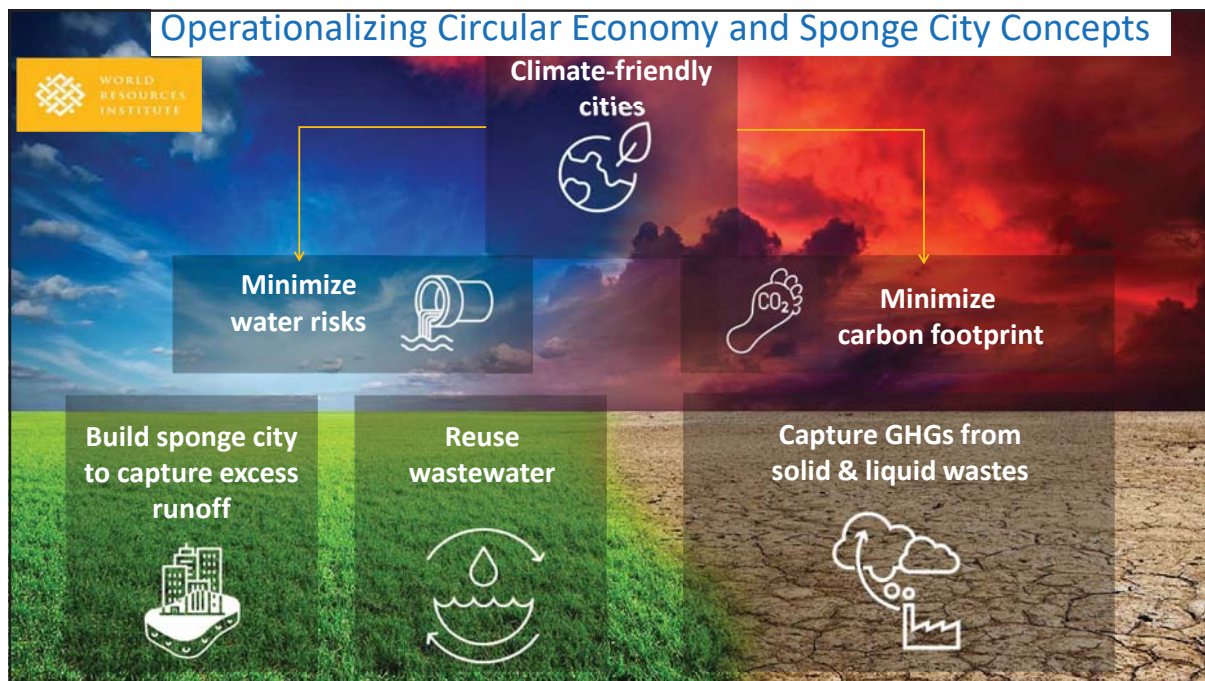 Operationalizing Circular Economy and Sponge City Concepts
WORLD
RESOURCES
INSTITUTE
Climate-friendly
cities
Minimize
water risks
CO₂
Minimize
carbon footprint
Build sponge city
to capture excess
runoff
Reuse
wastewater
Capture GHGs from
solid & liquid wastes